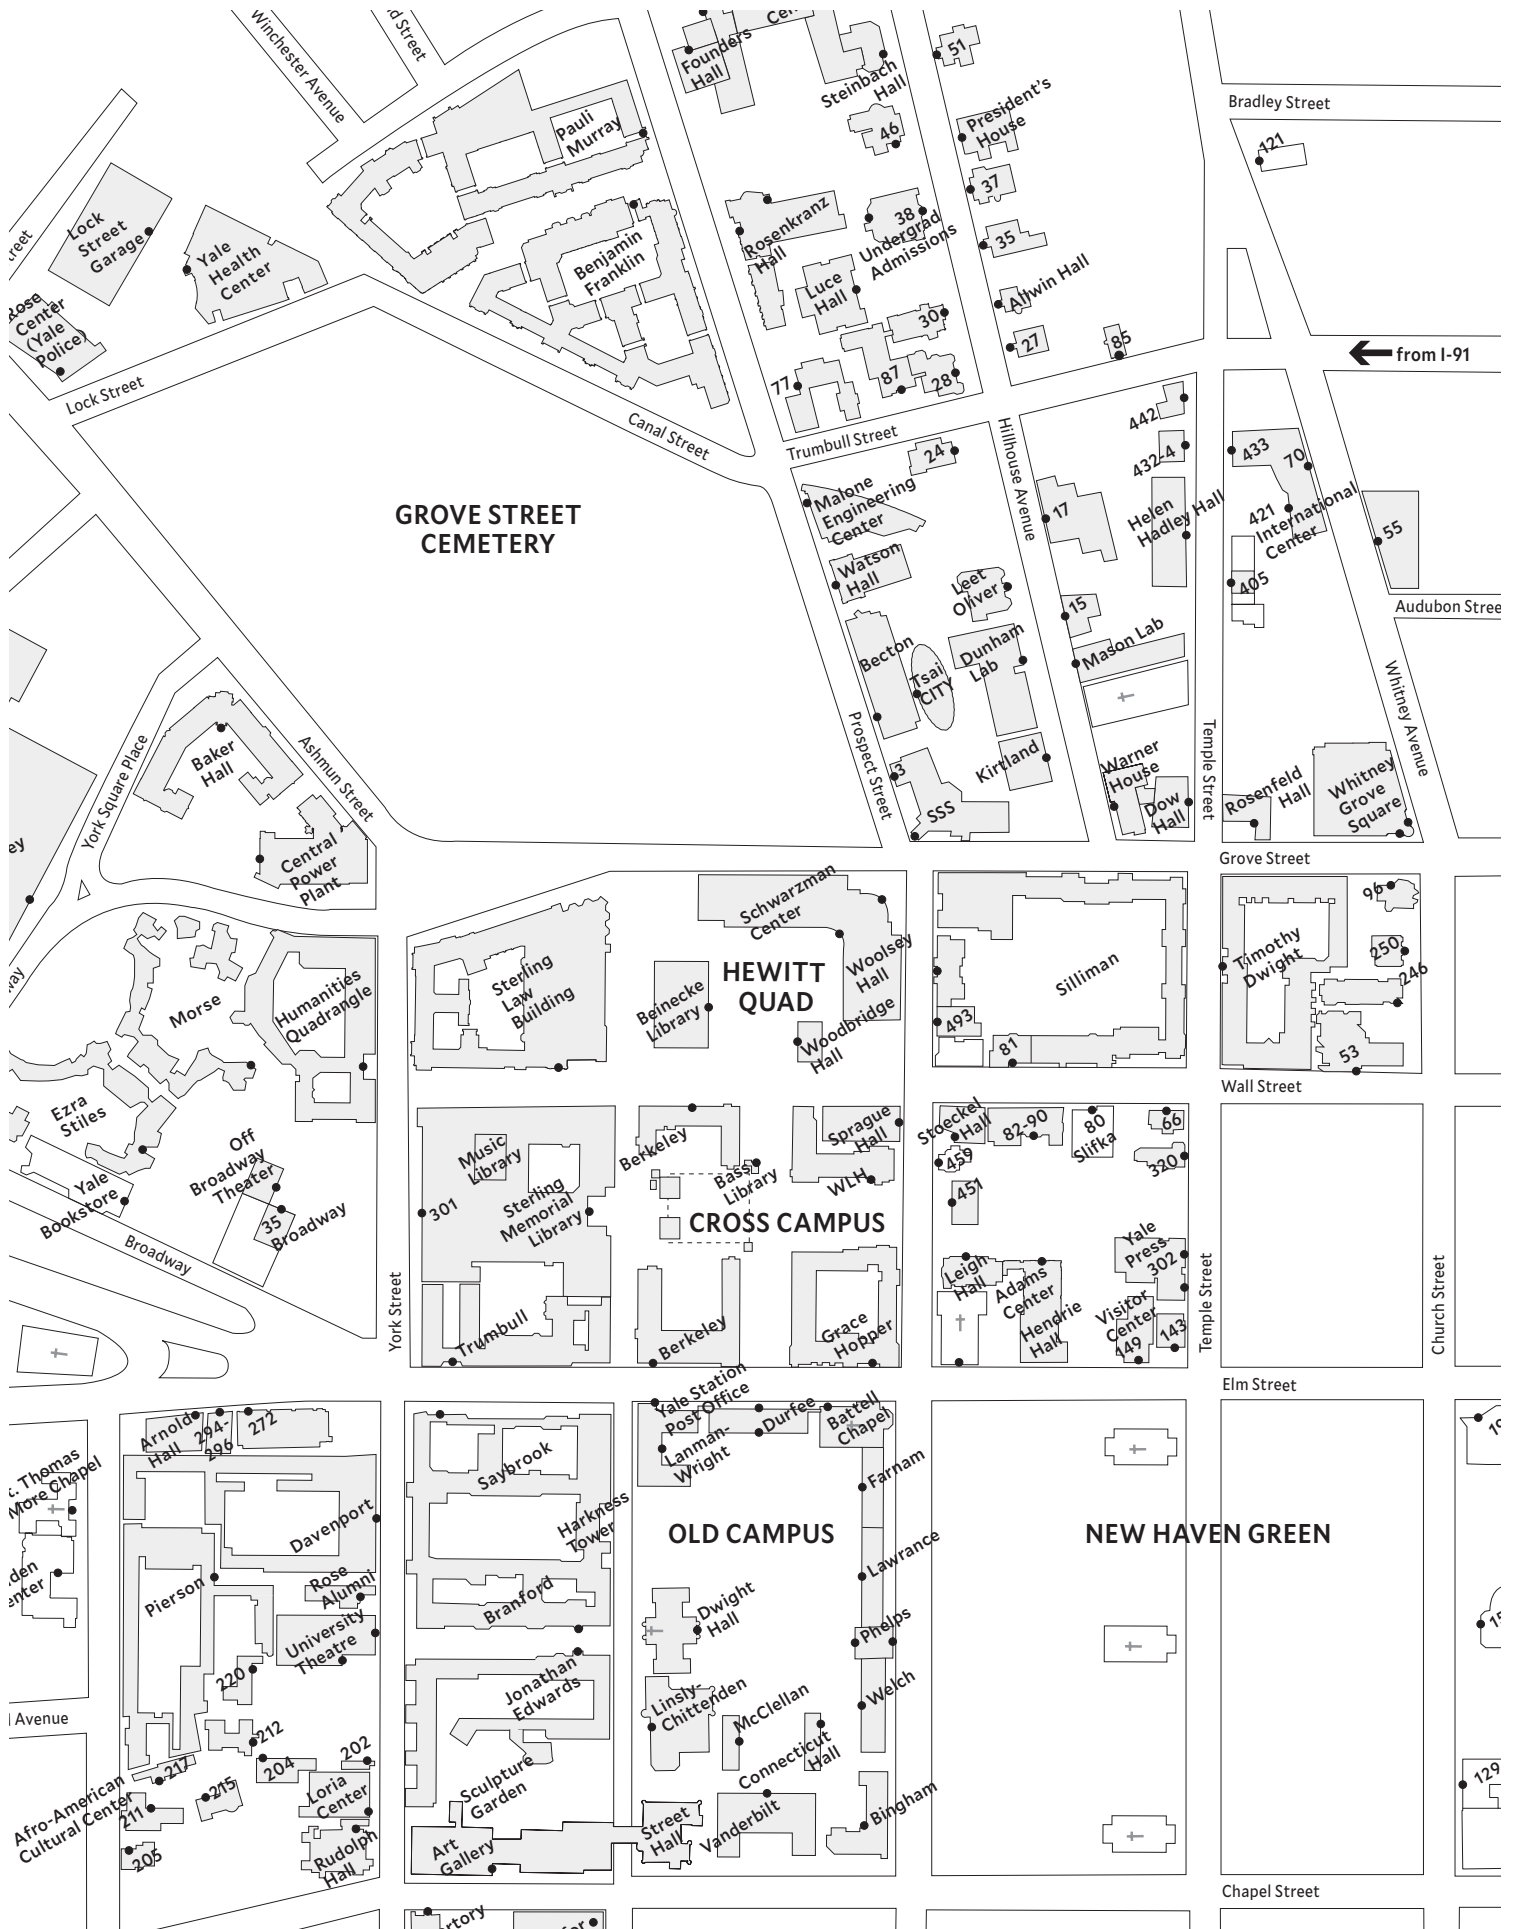 Winchester Avenue
Street
Founders
Hall
Steinbach
Hall
51
Bradley Street
President's
House
46
121
Pauli
Murray
37
Lock
Street
Garage
Yale
Health
Center
Benjamin
Franklin
Rosenkranz
Hall
38
Undergrad
Admissions
35
Luce
Hall
Allwin Hall
30
27
85
from I-91
Rose
Center
(Yale
Police)
Lock Street
77
87
28
Canal Street
Trumbull Street
Hillhouse Avenue
442
432-4
433
70
24
GROVE STREET
CEMETERY
Malone
Engineering
Center
17
Helen
Hadley Hall
421
International
Center
55
Watson
Hall
Leet
Oliver
405
Audubon
15
Becton
Tsai
CITY
Dunham
Lab
Mason Lab
Whitney Avenue
York Square Place
Baker
Hall
Ashmun Street
Prospect Street
3
SSS
Kirtland
Warner
House
Dow
Hall
Temple Street
Rosenfeld
Hall
Whitney
Grove
Square
Central
Power
Plant
Grove Street
Schwarzman
Center
Woolsey
Hall
HEWITT
QUAD
Beinecke
Library
Woodbridge
Hall
Sterling
Law
Building
Silliman
493
81
Timothy
Dwight
96
250
246
53
Morse
Humanities
Quadrangle
Wall Street
Ezra
Stiles
Off
Broadway
Theater
Yale
Bookstore
35
Broadway
Broadway
Music
Library
301
Sterling
Memorial
Library
Berkeley
Bass
Library
Sprague
Hall
WLH
CROSS CAMPUS
Stoeckel
Hall
82-90
80
Slifka
66
459
320
451
Yale
Press
302
Leigh
Hall
Adams
Center
Hendrie
Hall
Visitor
Center
149
143
Temple Street
Church Street
York Street
Trumbull
Berkeley
Grace
Hopper
Elm Street
Arnold
Hall
294-
296
272
Yale Station
Post Office
Durfee
Battell
Chapel
Lanman-
Wright
Saybrook
Harkness
Tower
Farnam
Thomas
More Chapel
Davenport
OLD CAMPUS
NEW HAVEN GREEN
Lawrance
Pierson
Rose
Alumni
Branford
Dwight
Hall
Phelps
University
Theatre
220
Jonathan
Edwards
Linsly-
Chittenden
McClellan
Welch
Avenue
212
202
217
204
Connecticut
Hall
Afro-American
Cultural Center
211
215
Loria
Center
Sculpture
Garden
129
205
Rudolph
Hall
Art
Gallery
Street
Hall
Vanderbilt
Bingham
Chapel Street